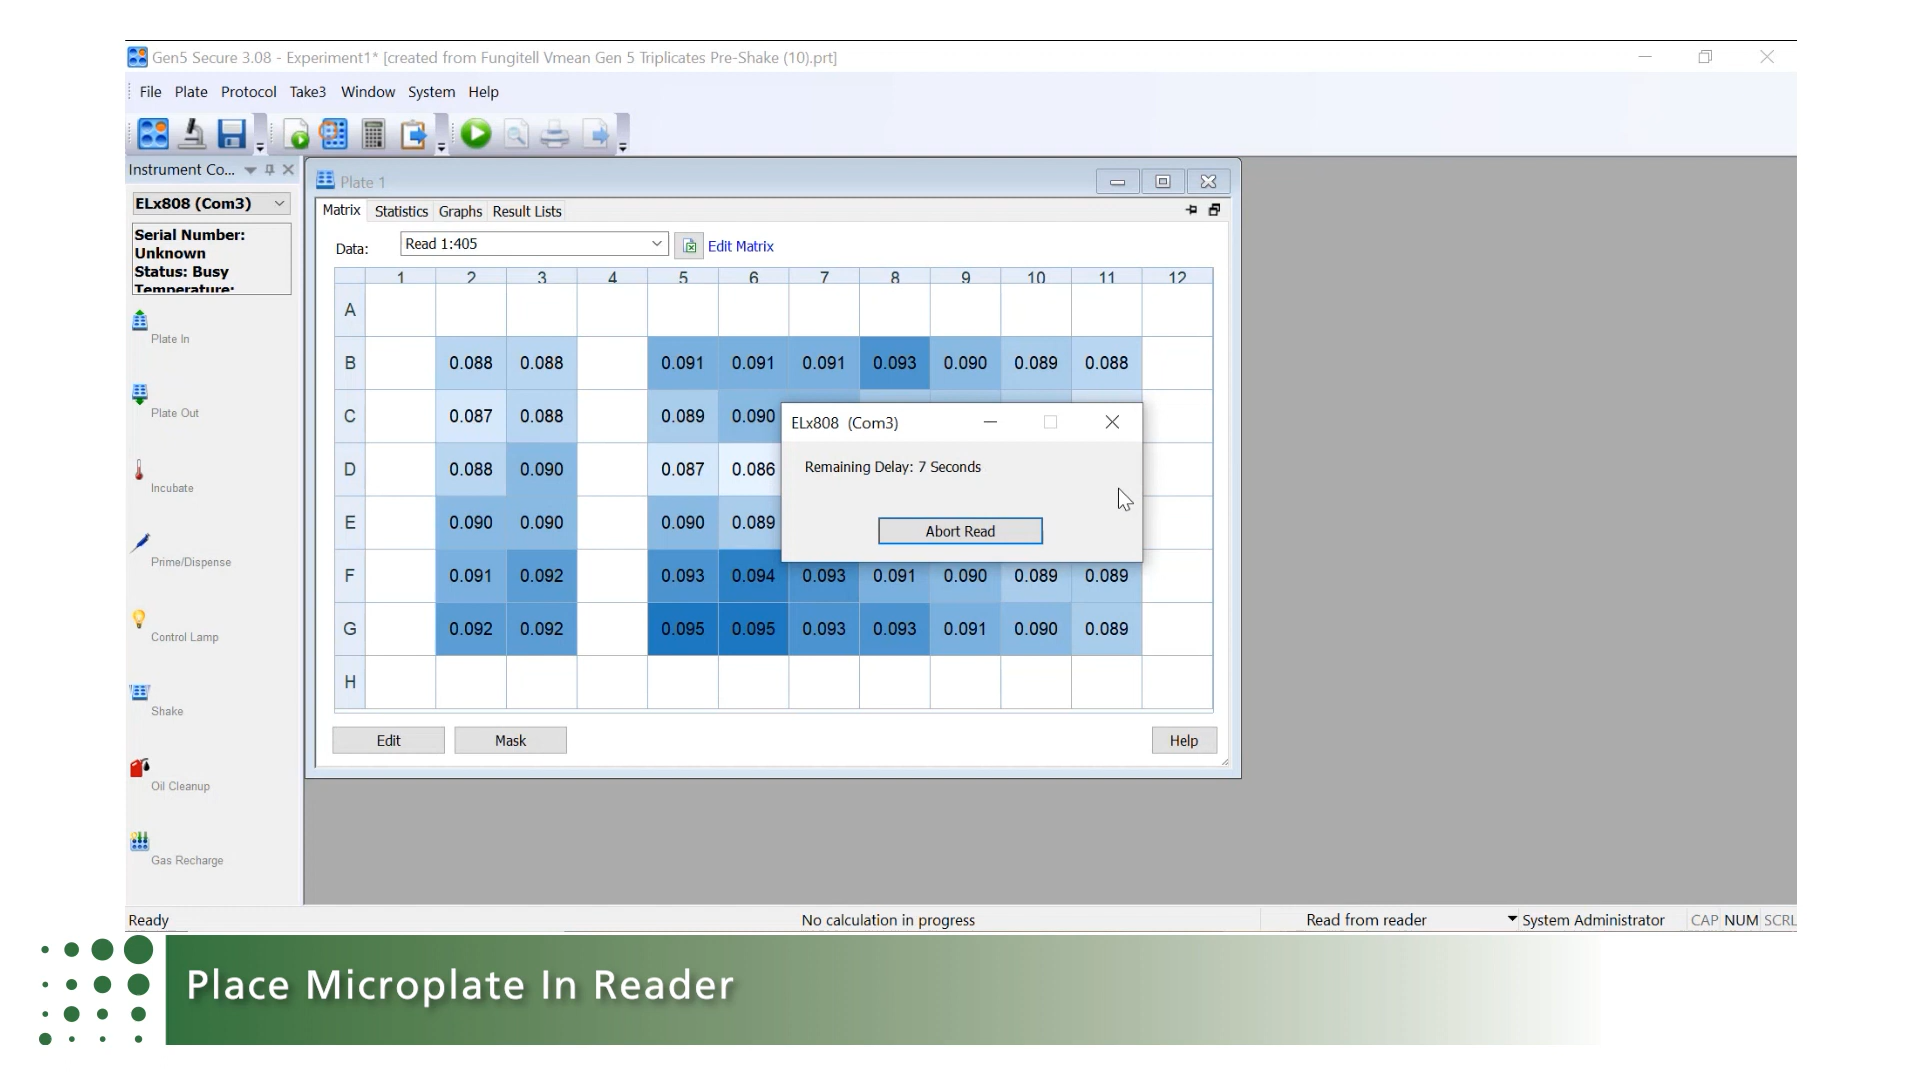 Gen5 Secure 3.08 - Experiment1* [created from Fungitell Vmean Gen 5 Triplicates Pre-Shake (10).prt]
File Plate Protocol Take3 Window System Help
Instrument Co...
ELx808 (Com3)
Serial Number:
Unknown
Status: Busy
Temperature:
Plate In
Plate Out
Incubate
Prime/Dispense
Control Lamp
Shake
Oil Cleanup
Gas Recharge
Plate 1
Matrix Statistics Graphs Result Lists
Data: Read 1:405 Edit Matrix
1 2 3 4 5 6 7 8 9 10 11 12
A
B 0.088 0.088 0.091 0.091 0.091 0.093 0.090 0.089 0.088
C 0.087 0.088 0.089 0.090
D 0.088 0.090 0.087 0.086
E 0.090 0.090 0.090 0.089
F 0.091 0.092 0.093 0.094 0.093 0.091 0.090 0.089 0.089
G 0.092 0.092 0.095 0.095 0.093 0.093 0.091 0.090 0.089
H
Edit Mask Help
ELx808 (Com3)
Remaining Delay: 7 Seconds
Abort Read
Ready No calculation in progress Read from reader System Administrator CAP NUM SCRL
Place Microplate In Reader